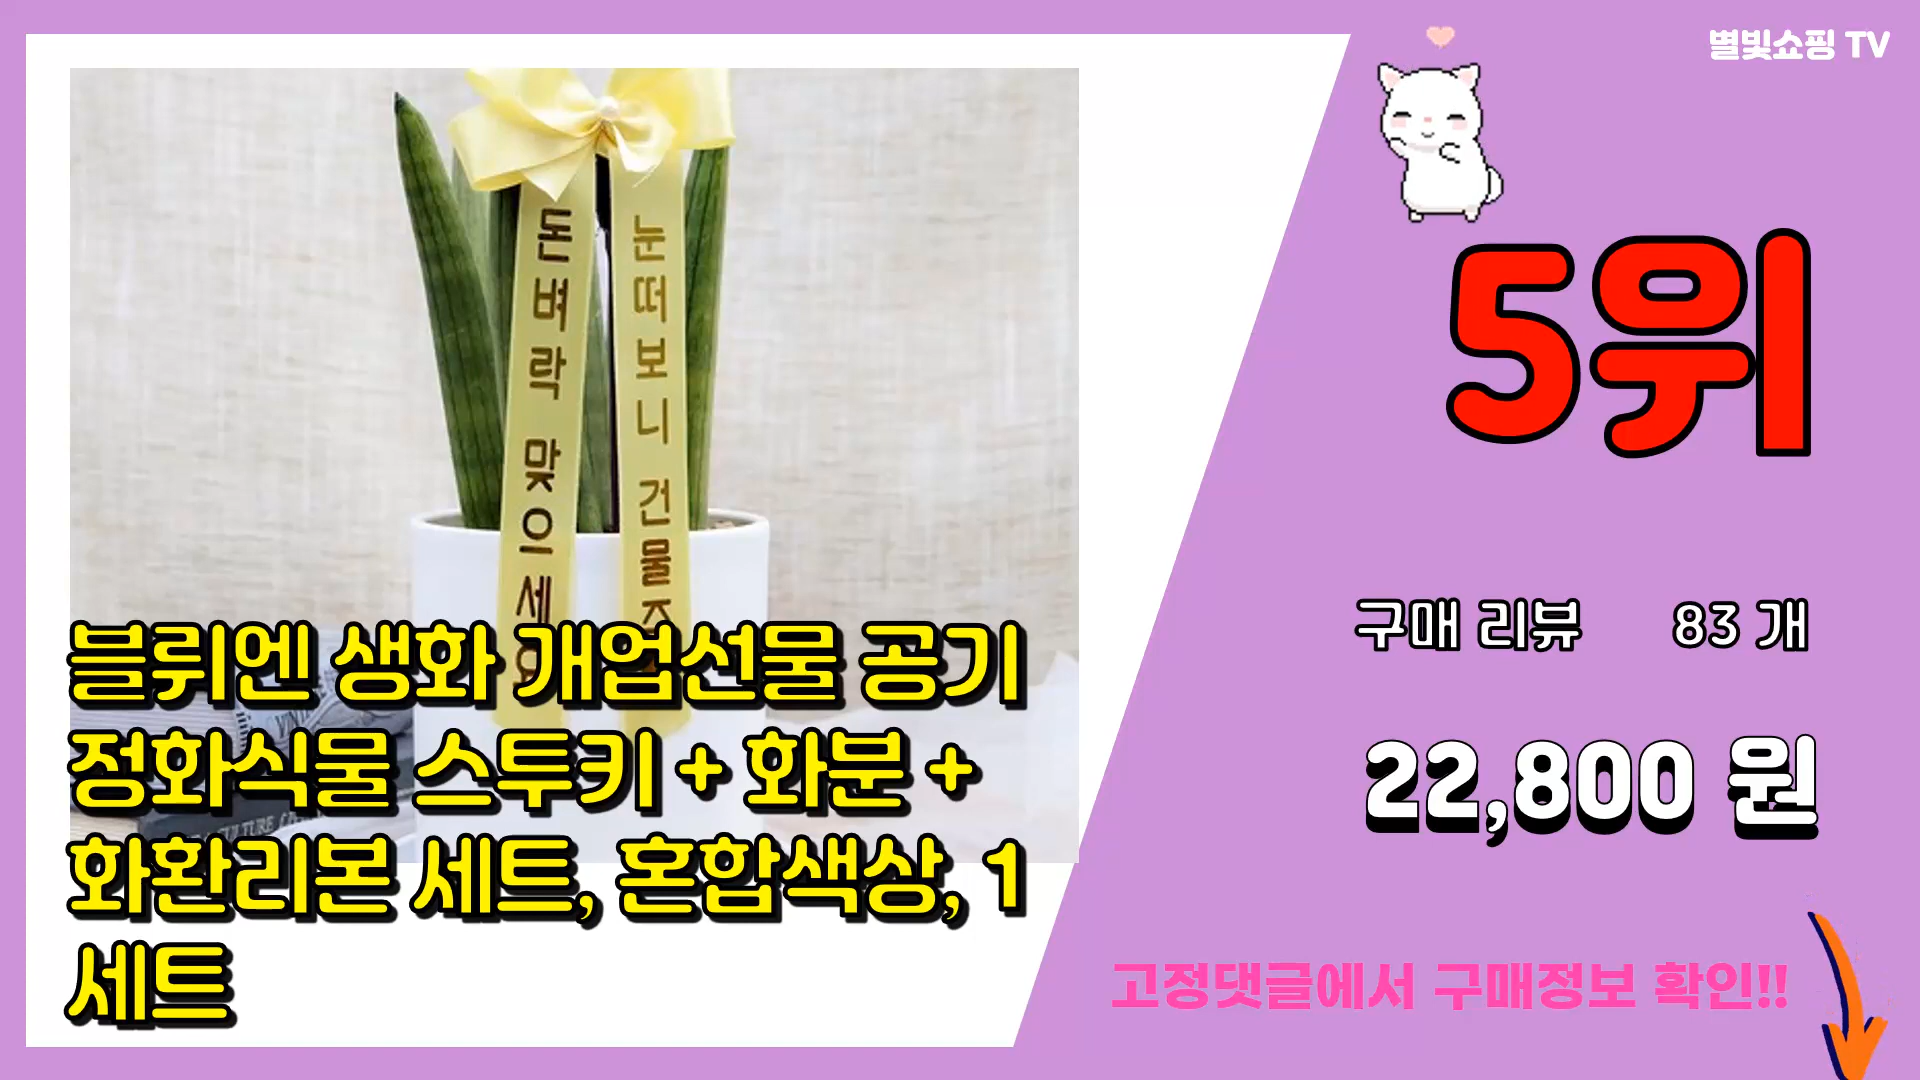 별빛쇼핑 TV
돈벼락 맞으세요
눈떠보니 건물
5위
구매 리뷰 83 개
22,800 원
블뤼엔 생화 개업선물 공기
정화식물 스투키 + 화분 +
화환리본 세트, 혼합색상, 1
세트
고정댓글에서 구매정보 확인!!